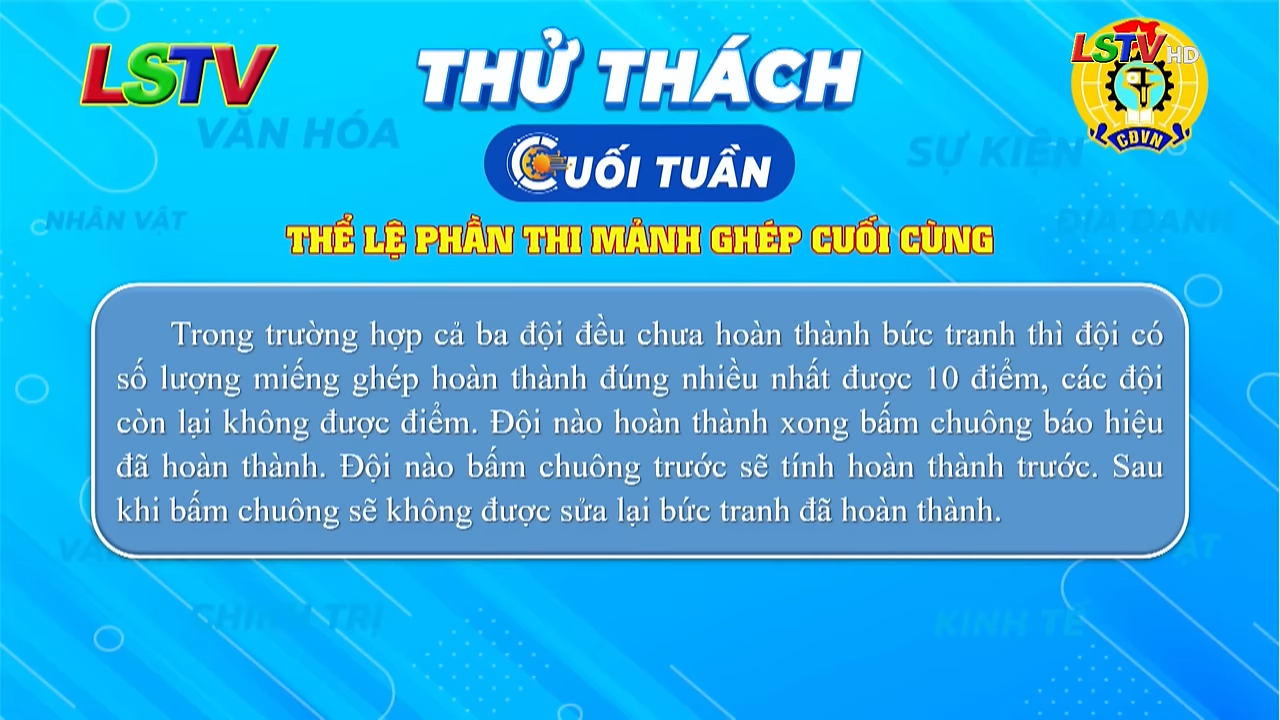 LSTV
THỬ THÁCH
LSTV HD
CĐVN
VĂN HÓA
SỰ KIỆN
CUỐI TUẦN
NHÂN VẬT
ĐỊA DANH
THỂ LỆ PHẦN THI MẢNH GHÉP CUỐI CÙNG
Trong trường hợp cả ba đội đều chưa hoàn thành bức tranh thì đội có
số lượng miếng ghép hoàn thành đúng nhiều nhất được 10 điểm, các đội
còn lại không được điểm. Đội nào hoàn thành xong bấm chuông báo hiệu
đã hoàn thành. Đội nào bấm chuông trước sẽ tính hoàn thành trước. Sau
khi bấm chuông sẽ không được sửa lại bức tranh đã hoàn thành.
CHÍNH TRỊ
KINH TẾ